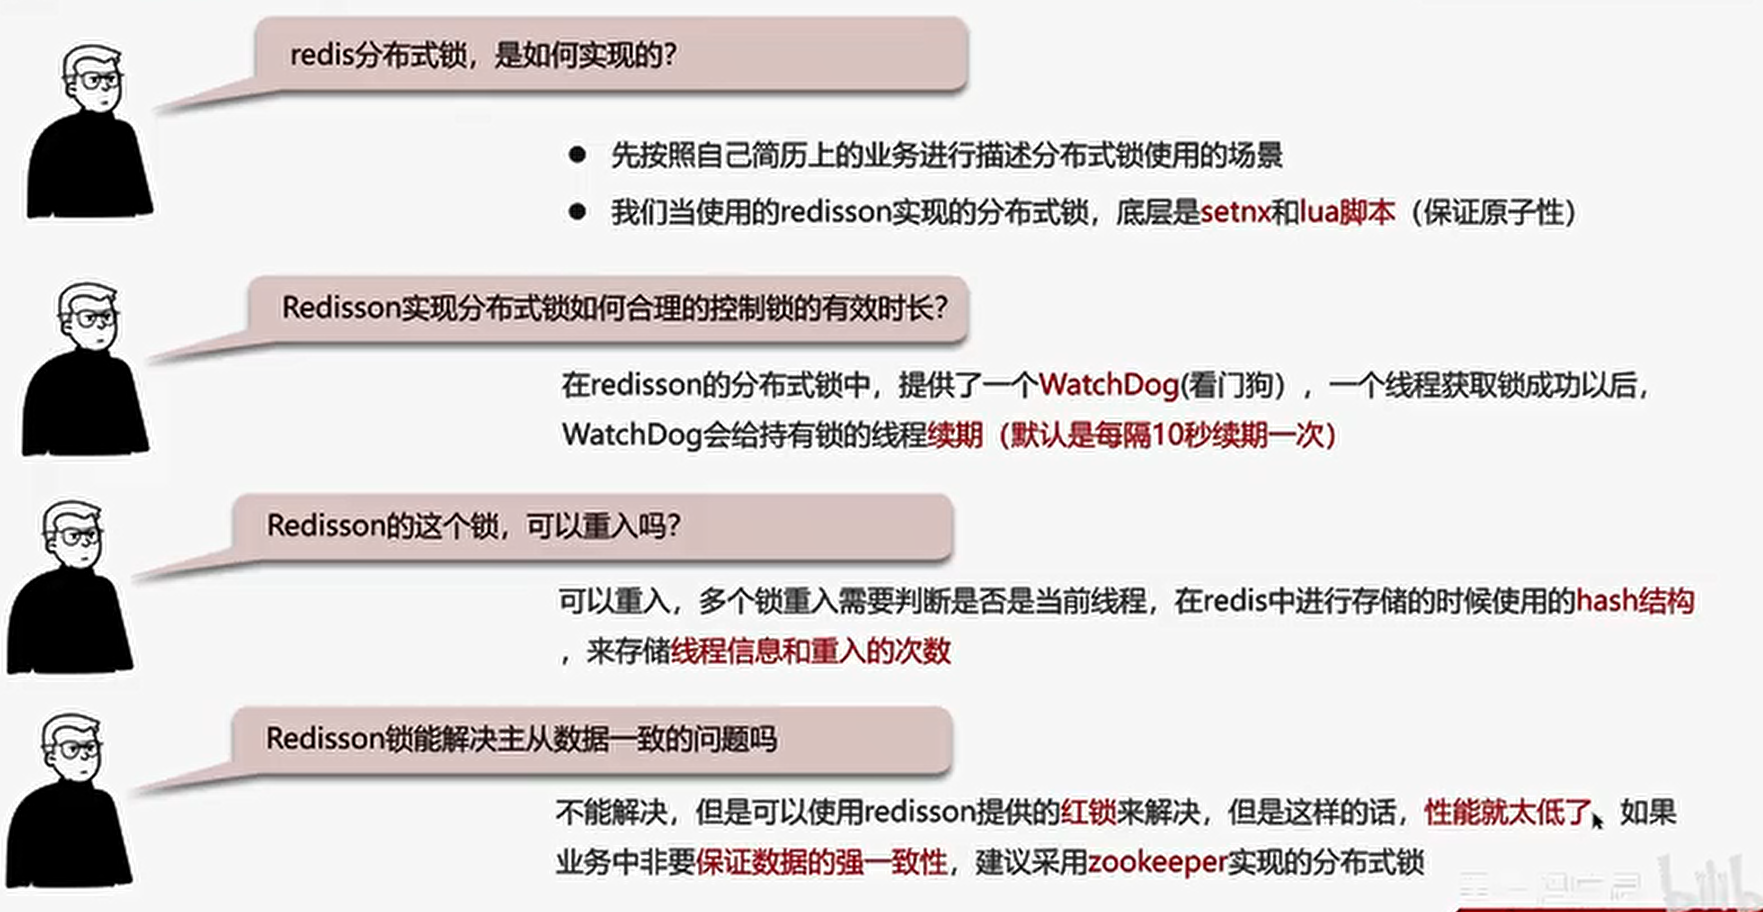 redis分布式锁，是如何实现的？
● 先按照自己简历上的业务进行描述分布式锁使用的场景
● 我们当使用的redisson实现的分布式锁，底层是setnx和lua脚本（保证原子性）
Redisson实现分布式锁如何合理的控制锁的有效时长？
在redisson的分布式锁中，提供了一个WatchDog(看门狗），一个线程获取锁成功以后，
WatchDog会给持有锁的线程续期（默认是每隔10秒续期一次）
Redisson的这个锁，可以重入吗？
可以重入，多个锁重入需要判断是否是当前线程，在redis中进行存储的时候使用的hash结构
，来存储线程信息和重入的次数
Redisson锁能解决主从数据一致的问题吗
不能解决，但是可以使用redisson提供的红锁来解决，但是这样的话，性能就太低了，如果
业务中非要保证数据的强一致性，建议采用zookeeper实现的分布式锁